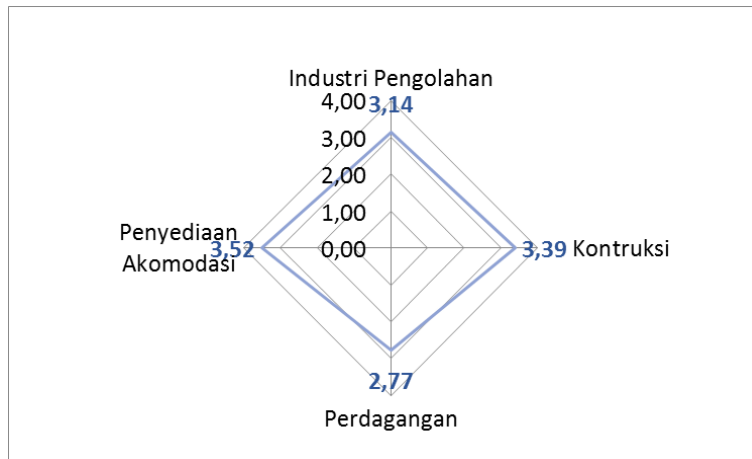 Industri Pengolahan
4,00
3,14
3,00
2,00
1,00
0,00
Penyediaan
Akomodasi
3,52
3,39
Kontruksi
2,77
Perdagangan